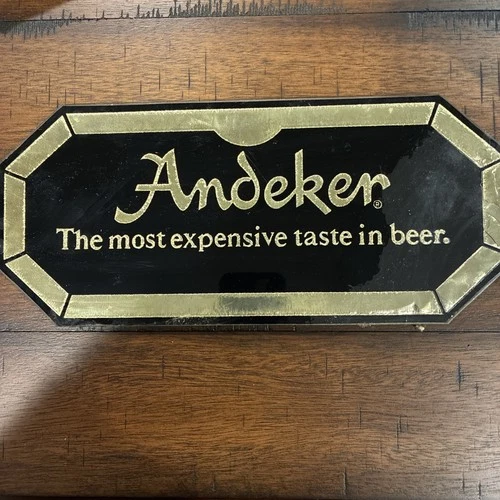 Andeker®
The most expensive taste in beer.